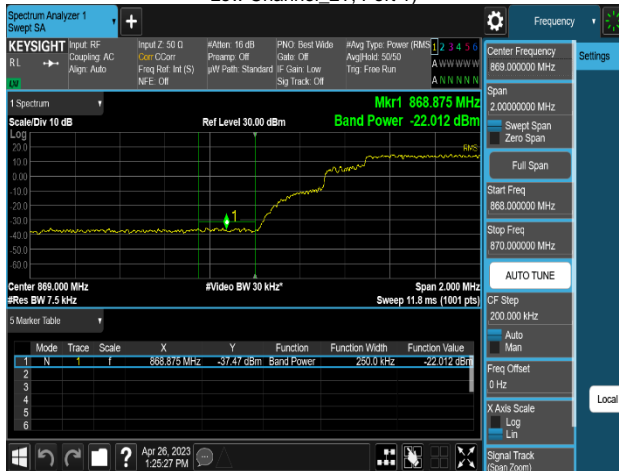 Spectrum Analyzer 1
Swept SA
+
Frequency
KEYSIGHT
Input: RF
Input Z: 50 Ω
#Atten: 16 dB
PNO: Best Wide
#Avg Type: Power (RMS
1 2 3 4 5 6
RL
Coupling: AC
Corr CCorr
Preamp: Off
Gate: Off
Avg|Hold: 50/50
A W W W W W
Align: Auto
Freq Ref: Int (S)
µW Path: Standard
IF Gain: Low
Trig: Free Run
NFE: Off
Sig Track: Off
A N N N N N
1 Spectrum
Mkr1 868.875 MHz
Scale/Div 10 dB
Ref Level 30.00 dBm
Band Power -22.012 dBm
Log
RMS
20.0
10.0
0.00
-10.0
-20.0
-30.0
1
-40.0
-50.0
-60.0
Center 869.000 MHz
#Video BW 30 kHz*
Span 2.000 MHz
#Res BW 7.5 kHz
Sweep 11.8 ms (1001 pts)
5 Marker Table
Mode Trace Scale X Y Function Function Width Function Value
1 N 1 f 868.875 MHz -37.47 dBm Band Power 250.0 kHz -22.012 dBm
2
3
4
5
6
Apr 26, 2023
1:25:27 PM
?
Center Frequency
869.000000 MHz
Settings
Span
2.00000000 MHz
Swept Span
Zero Span
Full Span
Start Freq
868.000000 MHz
Stop Freq
870.000000 MHz
AUTO TUNE
CF Step
200.000 kHz
Auto
Man
Freq Offset
0 Hz
Local
X Axis Scale
Log
Lin
Signal Track
(Span Zoom)